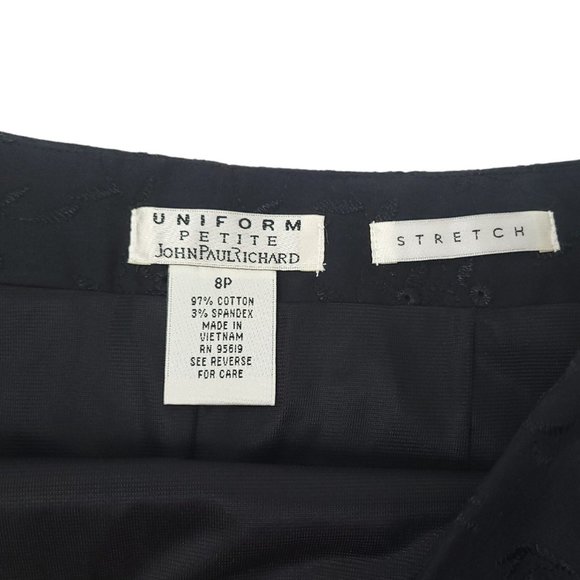 UNIFORM
PETITE
JOHNPAULRICHARD
STRETCH
8P
97% COTTON
3% SPANDEX
MADE IN
VIETNAM
RN 95619
SEE REVERSE
FOR CARE